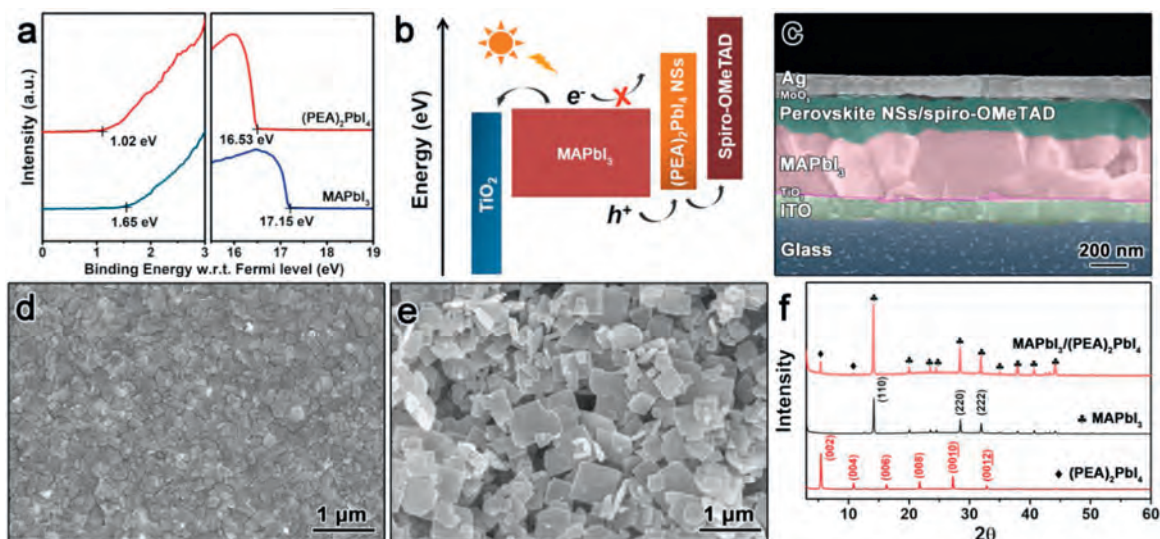 a
Intensity (a.u.)
(PEA)₂PbI₄
1.02 eV
16.53 eV
MAPbI₃
1.65 eV
17.15 eV
0 1 2 3 16 17 18 19
Binding Energy w.r.t. Fermi level (eV)
b
Energy (eV)
e⁻
TiO₂
MAPbI₃
(PEA)₂PbI₄ NSs
Spiro-OMeTAD
h⁺
c
Ag
Perovskite NSs/spiro-OMeTAD
MAPbI₃
ITO
Glass
200 nm
d
1 µm
e
1 µm
f
Intensity
MAPbI₃/(PEA)₂PbI₄
(110)
(220)
(222)
♣ MAPbI₃
(002)
(004)
(006)
(008)
(0010)
(0012)
♦ (PEA)₂PbI₄
10 20 30 40 50 60
2θ